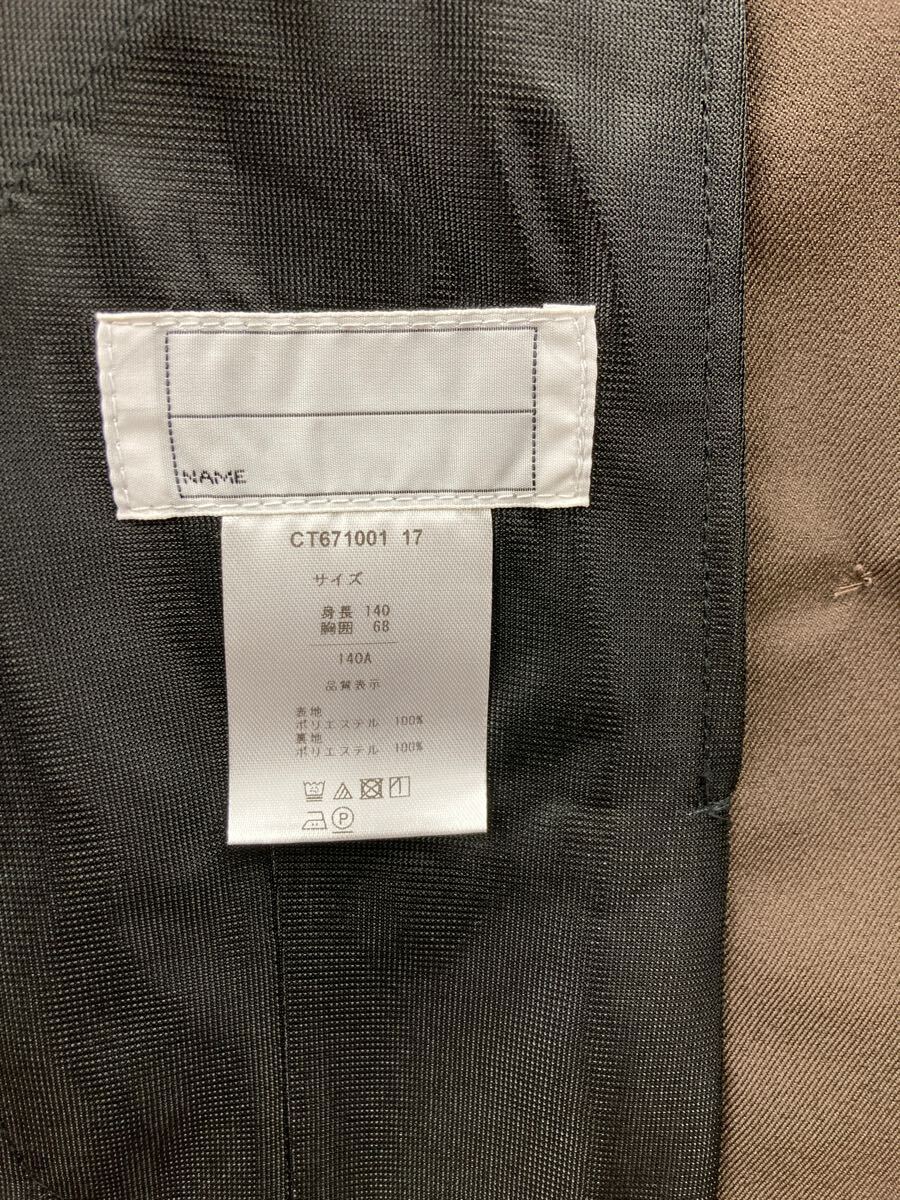 NAME
CT671001 17
サイズ
身長 140
胸囲 68
140A
品質表示
表地
ポリエステル 100%
裏地
ポリエステル 100%
P